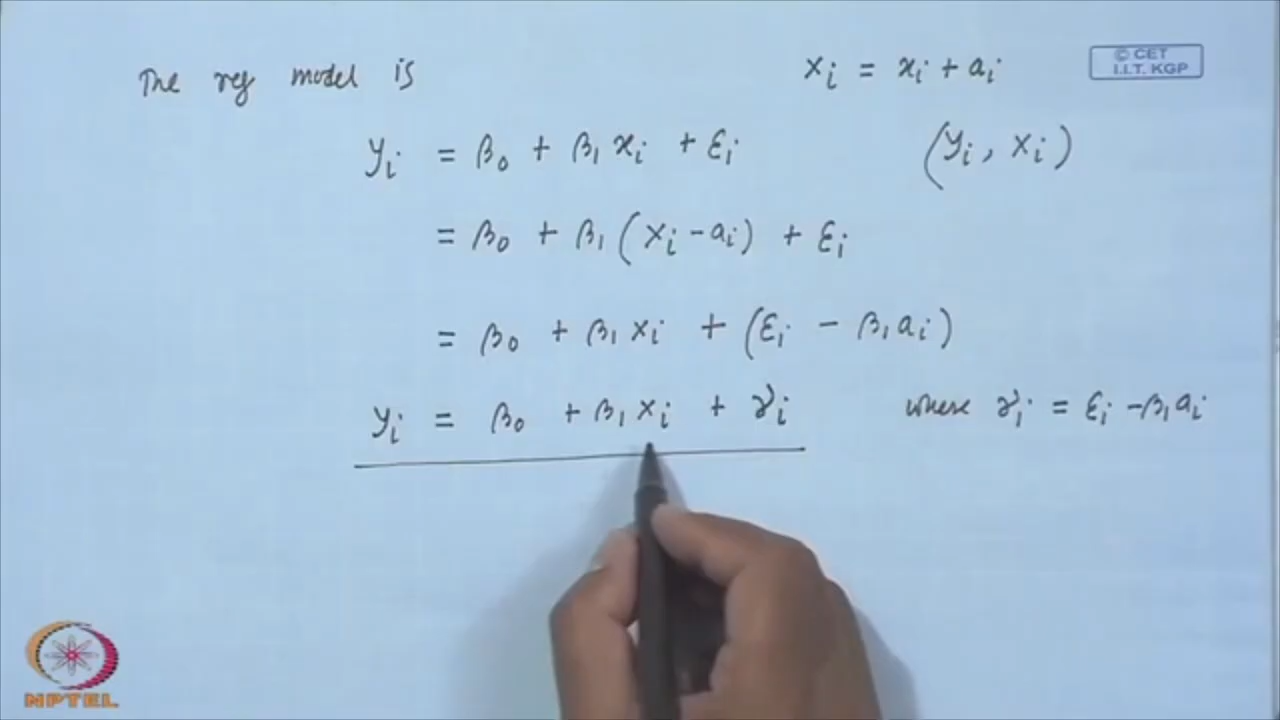 The reg model is
X_i = x_i + a_i
© CET
I.I.T. KGP
y_i = β_0 + β_1 x_i + ε_i
(y_i, X_i)
= β_0 + β_1 (X_i - a_i) + ε_i
= β_0 + β_1 X_i + (ε_i - β_1 a_i)
y_i = β_0 + β_1 X_i + γ_i
where γ_i = ε_i - β_1 a_i
NPTEL